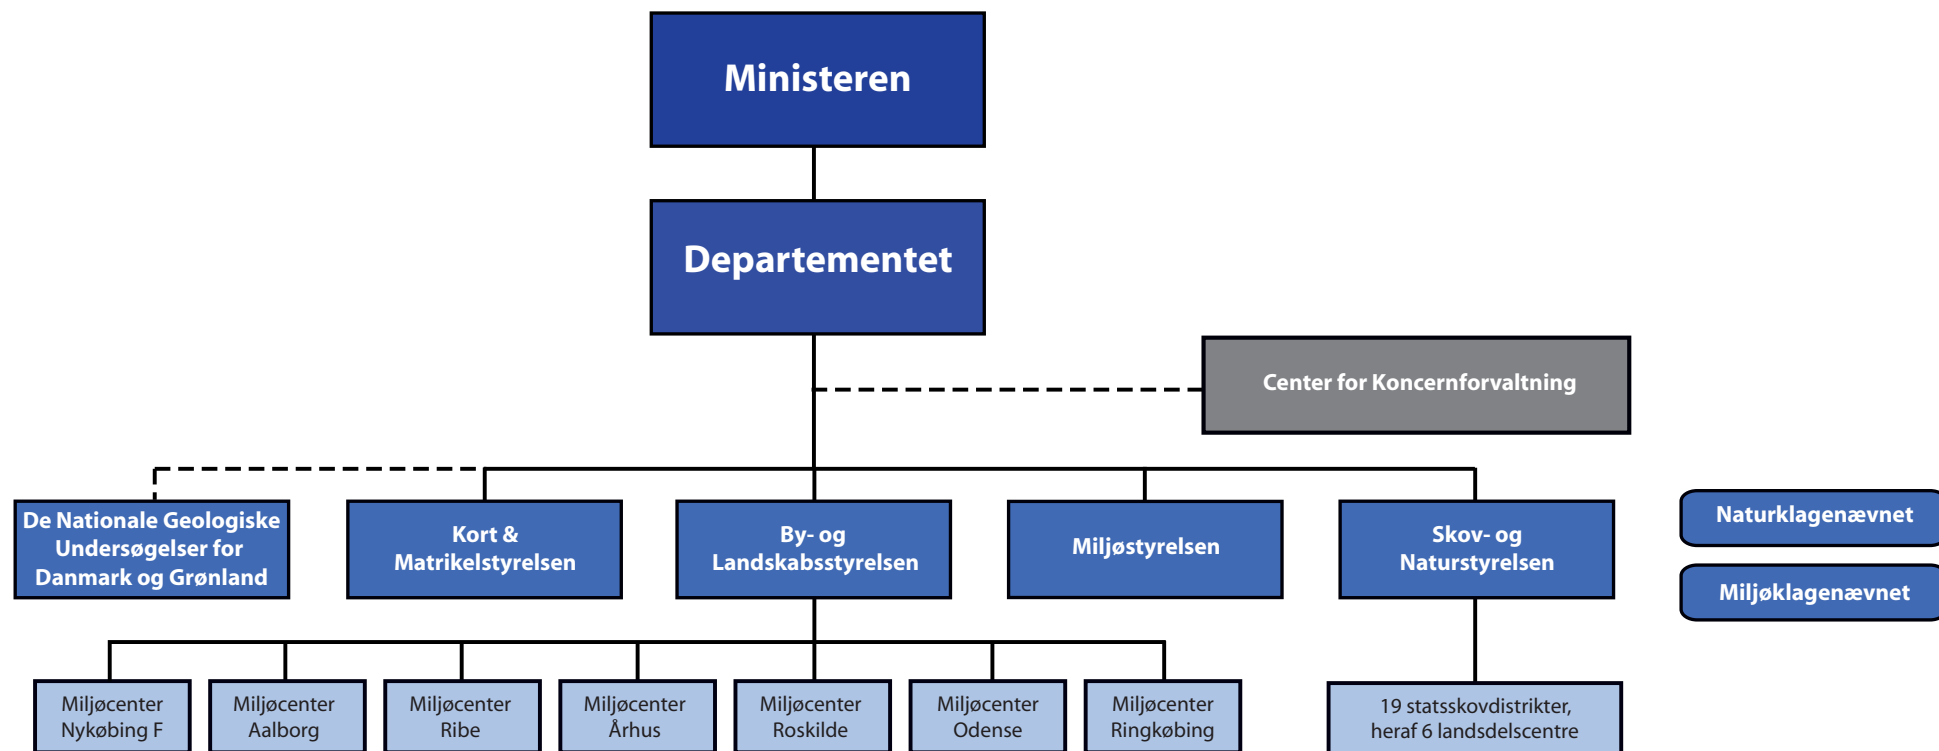 Ministeren
Departementet
Center for Koncernforvaltning
De Nationale Geologiske
Undersøgelser for
Danmark og Grønland
Kort &
Matrikelstyrelsen
By- og
Landskabsstyrelsen
Miljøstyrelsen
Skov- og
Naturstyrelsen
Naturklagenævnet
Miljøklagenævnet
Miljøcenter
Nykøbing F
Miljøcenter
Aalborg
Miljøcenter
Ribe
Miljøcenter
Århus
Miljøcenter
Roskilde
Miljøcenter
Odense
Miljøcenter
Ringkøbing
19 statsskovdistrikter,
heraf 6 landsdelscentre